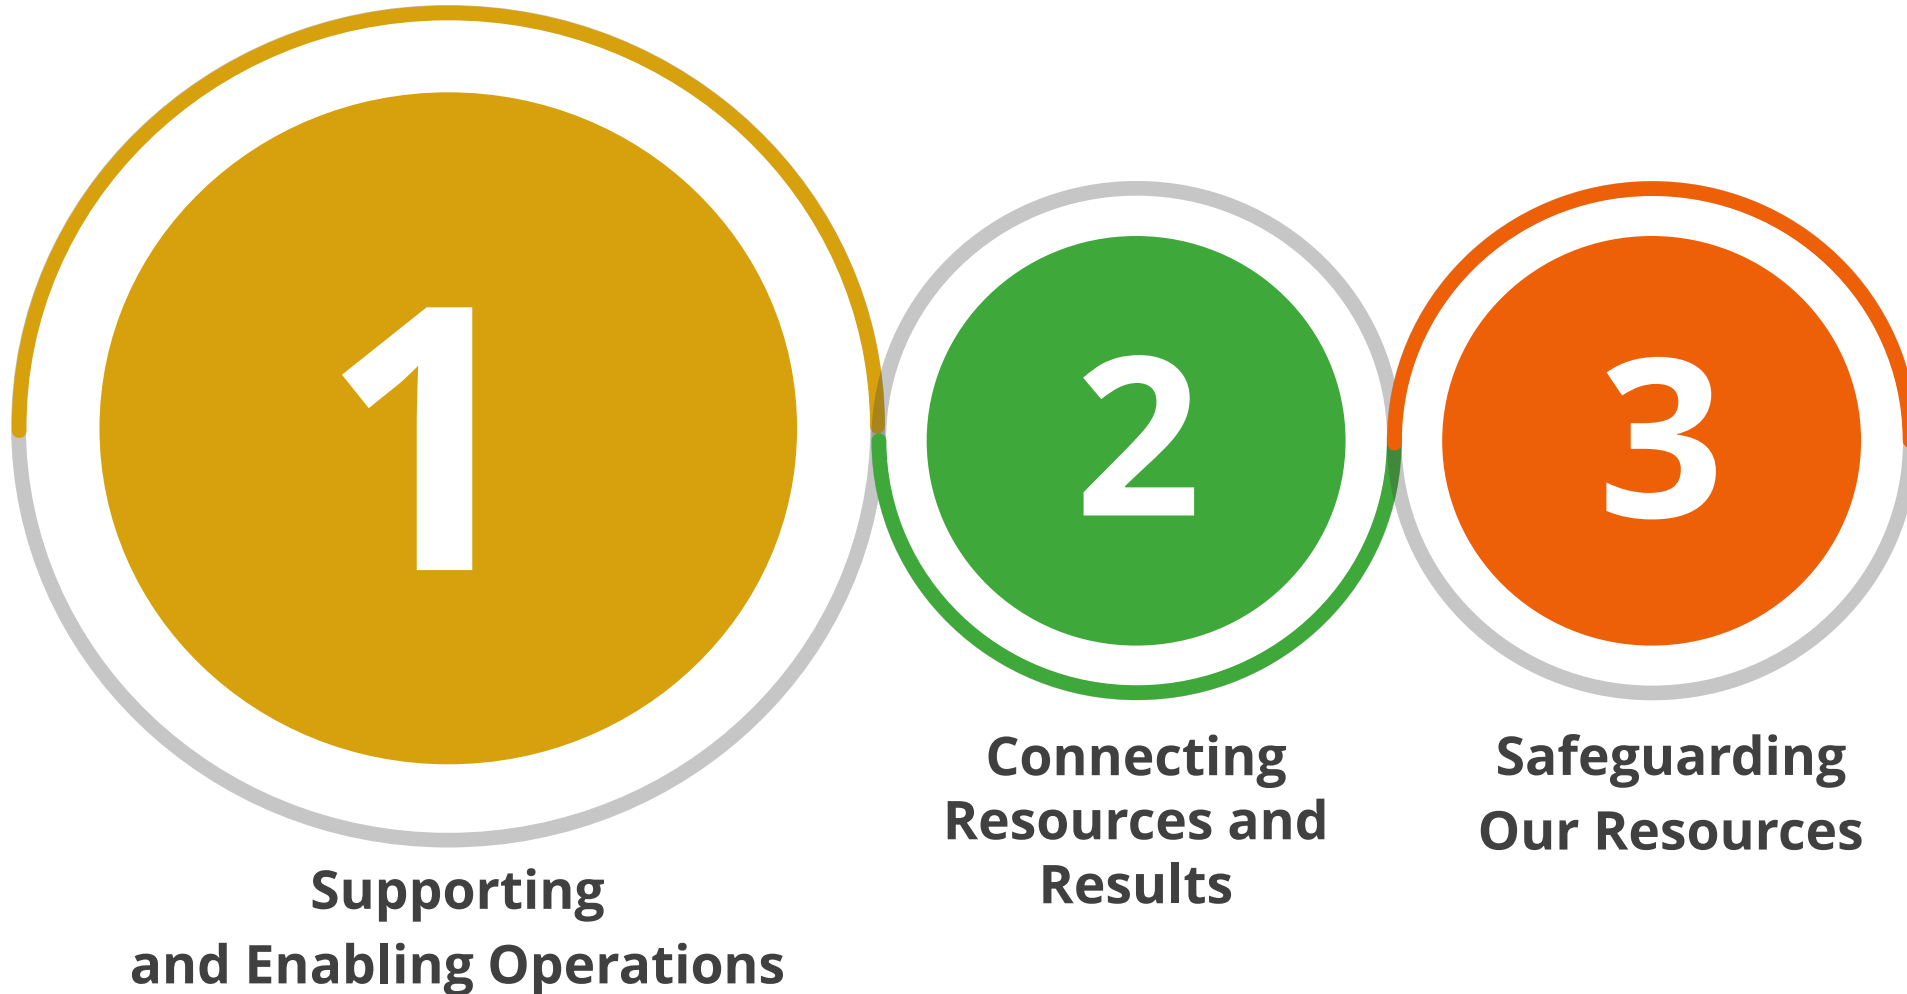 1
Supporting
and Enabling Operations
2
Connecting
Resources and
Results
3
Safeguarding
Our Resources